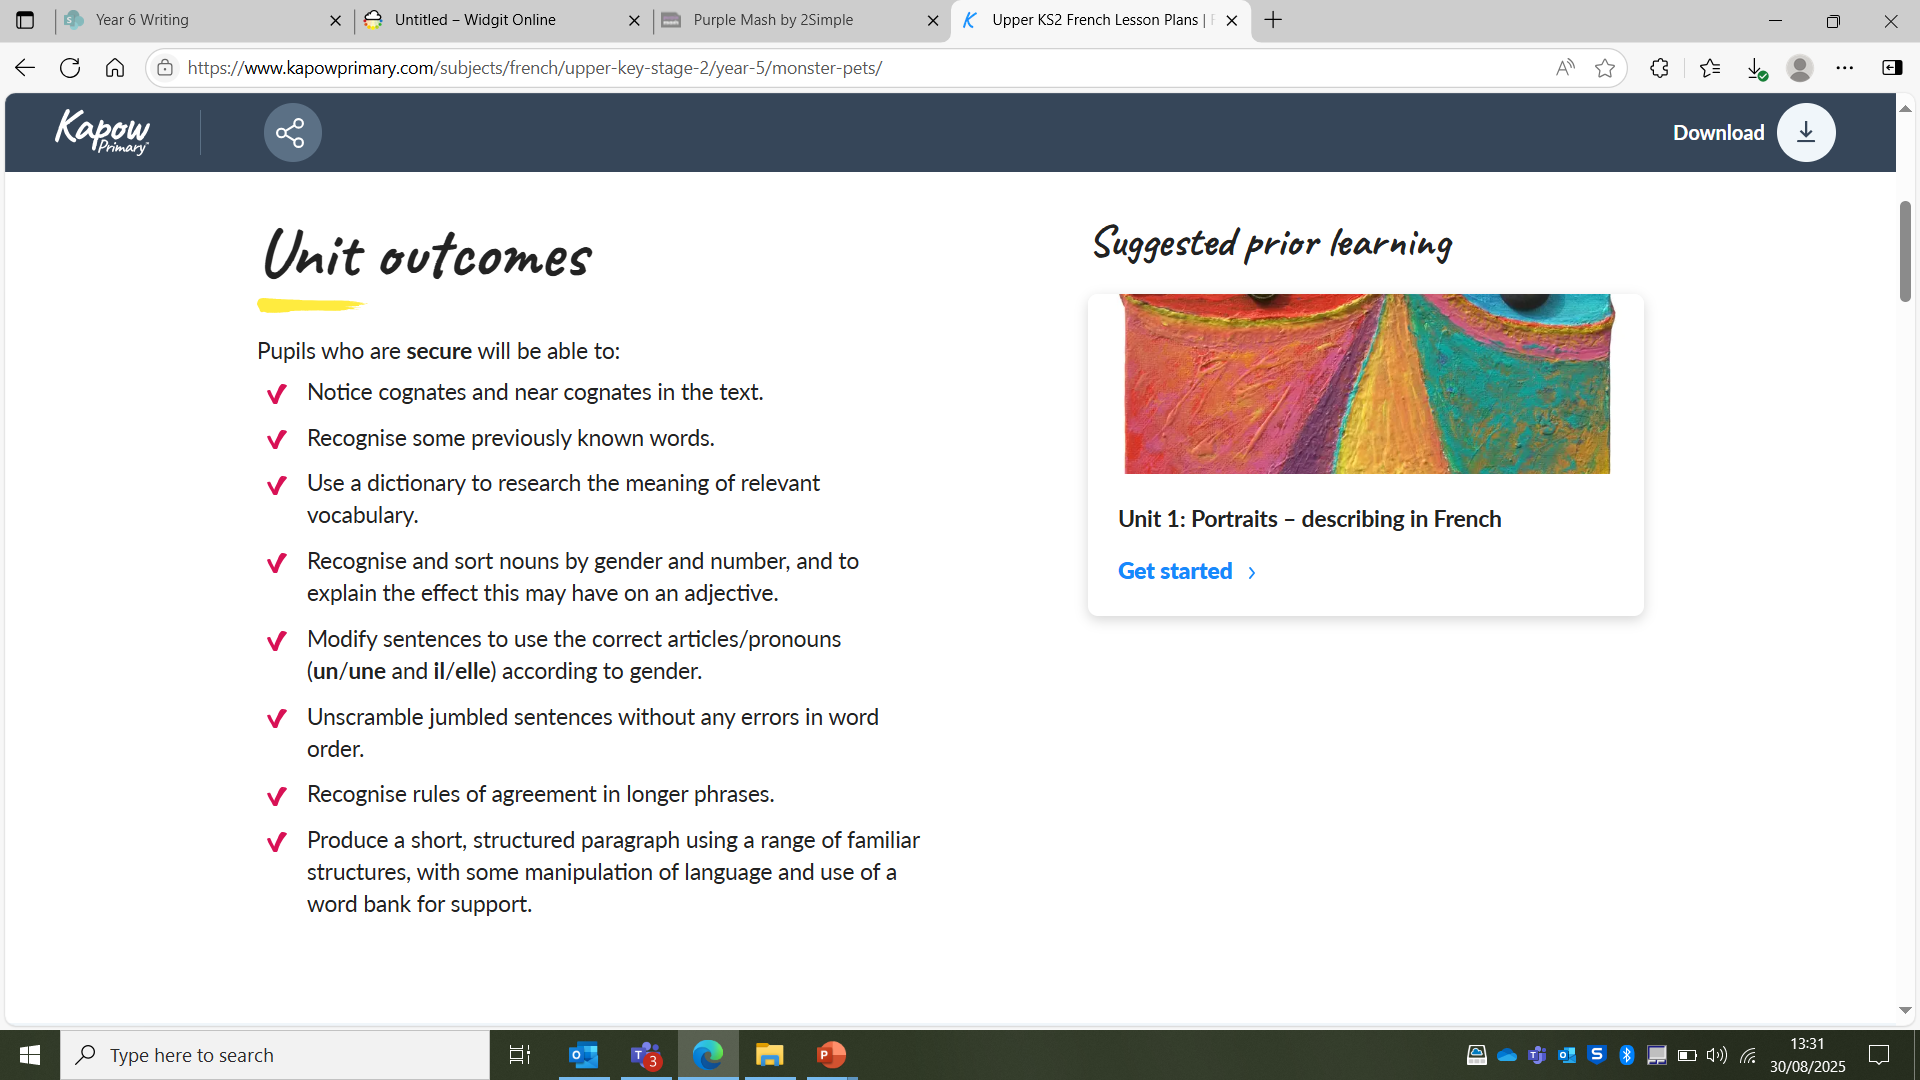 Year 6 Writing
Untitled – Widgit Online
Purple Mash by 2Simple
Upper KS2 French Lesson Plans |
https://www.kapowprimary.com/subjects/french/upper-key-stage-2/year-5/monster-pets/
Kapow
Primary™
Download
Unit outcomes
Pupils who are secure will be able to:
Notice cognates and near cognates in the text.
Recognise some previously known words.
Use a dictionary to research the meaning of relevant
vocabulary.
Recognise and sort nouns by gender and number, and to
explain the effect this may have on an adjective.
Modify sentences to use the correct articles/pronouns
(un/une and il/elle) according to gender.
Unscramble jumbled sentences without any errors in word
order.
Recognise rules of agreement in longer phrases.
Produce a short, structured paragraph using a range of familiar
structures, with some manipulation of language and use of a
word bank for support.
Suggested prior learning
Unit 1: Portraits – describing in French
Get started
Type here to search
3
13:31
30/08/2025